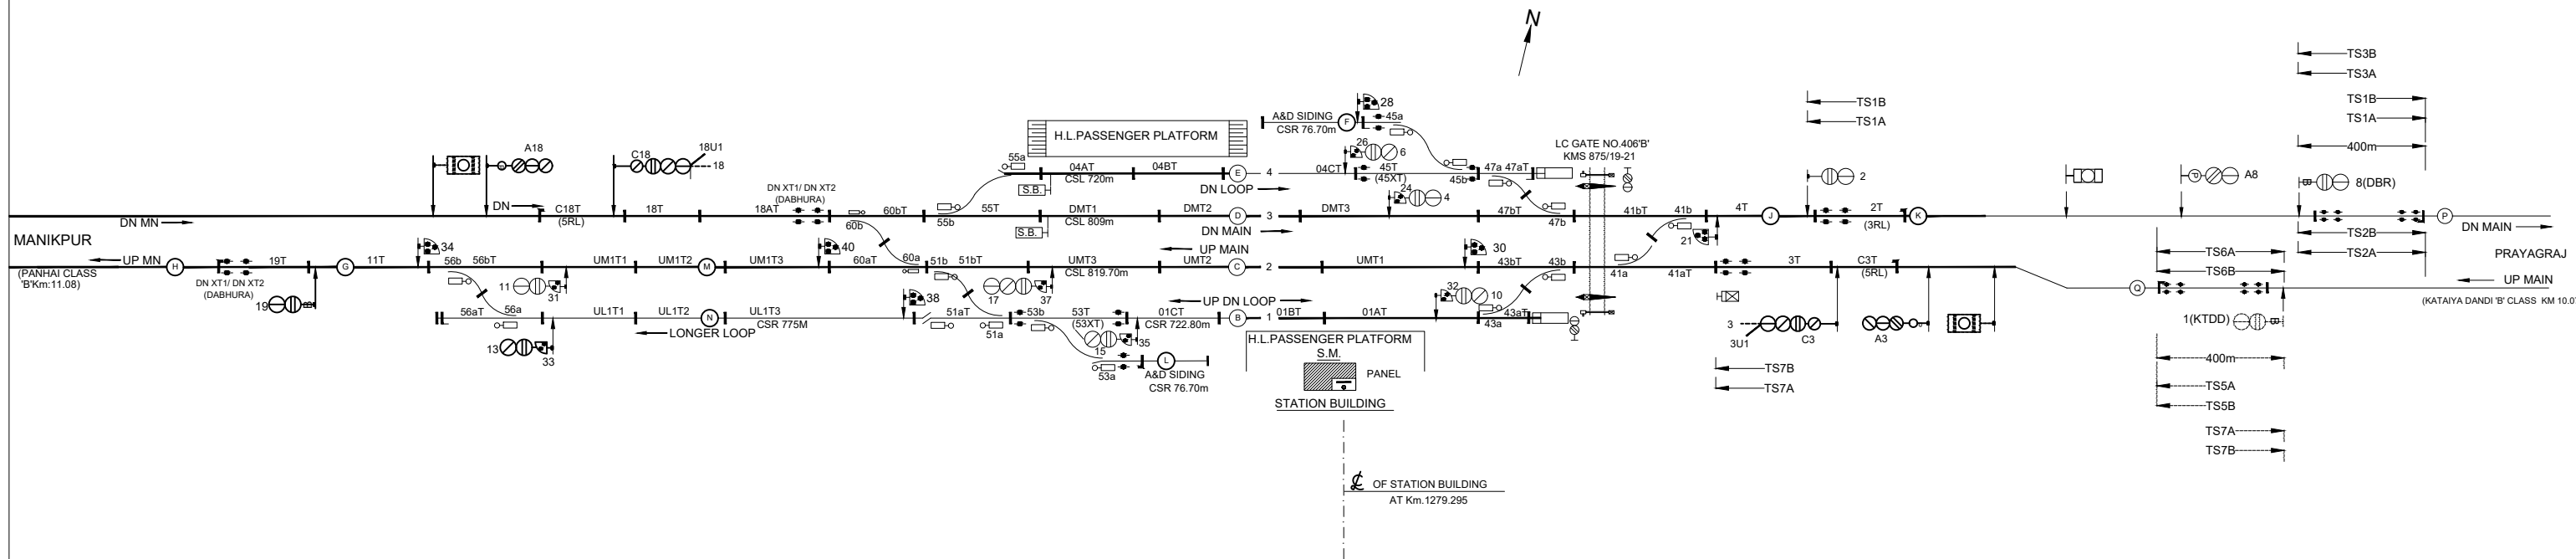 N
TS3B
TS3A
TS1B
TS1A
TS1B
TS1A
400m
28
A&D SIDING
F
45a
CSR 76.70m
H.L.PASSENGER PLATFORM
26
6
LC GATE NO.406'B'
KMS 875/19-21
A18
C18
18U1
18
55a
04AT
04BT
CSL 720m
E
4
04CT
45T
(45XT)
45b
47a
47aT
2
A8
8(DBR)
DN XT1/ DN XT2
(DABHURA)
S.B.
DN LOOP
24
4
DN
C18T
(5RL)
18T
18AT
60b
60bT
55b
55T
DMT1
CSL 809m
DMT2
D
3
DMT3
47bT
47b
41bT
41b
4T
J
2T
(3RL)
K
P
DN MN
S.B.
DN MAIN
21
DN MAIN
TS2B
TS2A
MANIKPUR
34
40
UP MAIN
30
PRAYAGRAJ
TS6A
TS6B
UP MN
H
19T
G
11T
56b
56bT
UM1T1
UM1T2
M
UM1T3
60aT
60a
51b
51bT
UMT3
CSL 819.70m
UMT2
C
2
UMT1
43bT
43b
41a
41aT
3T
C3T
(5RL)
UP MAIN
(PANHAI CLASS
'B'Km:11.08)
DN XT1/ DN XT2
(DABHURA)
11
31
17
37
32
10
Q
(KATAIYA DANDI 'B' CLASS KM 10.07
19
38
UP DN LOOP
56aT
56a
UL1T1
UL1T2
N
UL1T3
CSR 775M
51aT
51a
53b
53T
(53XT)
01CT
CSR 722.80m
B
1
01BT
01AT
43a
43aT
1(KTDD)
LONGER LOOP
13
33
15
35
3
3U1
C3
A3
H.L.PASSENGER PLATFORM
S.M.
PANEL
400m
53a
L
A&D SIDING
CSR 76.70m
TS7B
TS7A
TS5A
TS5B
STATION BUILDING
TS7A
TS7B
℄ OF STATION BUILDING
AT Km.1279.295